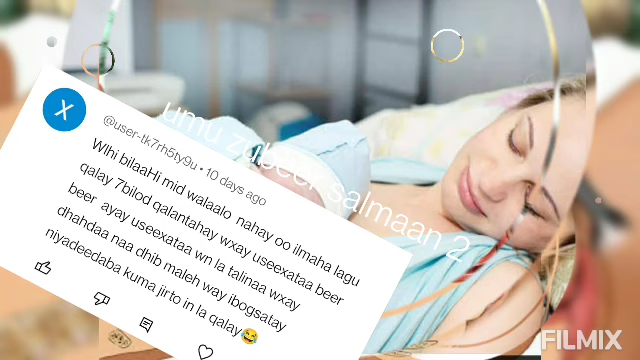 umu zubeer salmaan 2
X
@user-tk7rh5ty9u • 10 days ago
Wlhi bilaaHi mid walaalo nahay oo ilmaha lagu
qalay 7bilod qalantahay wxay useexataa beer
beer ayay useexataa wn la talinaa wxay
dhahdaa naa dhib maleh way ibogsatay
niyadeedaba kuma jirto in la qalay😂
FILMIX